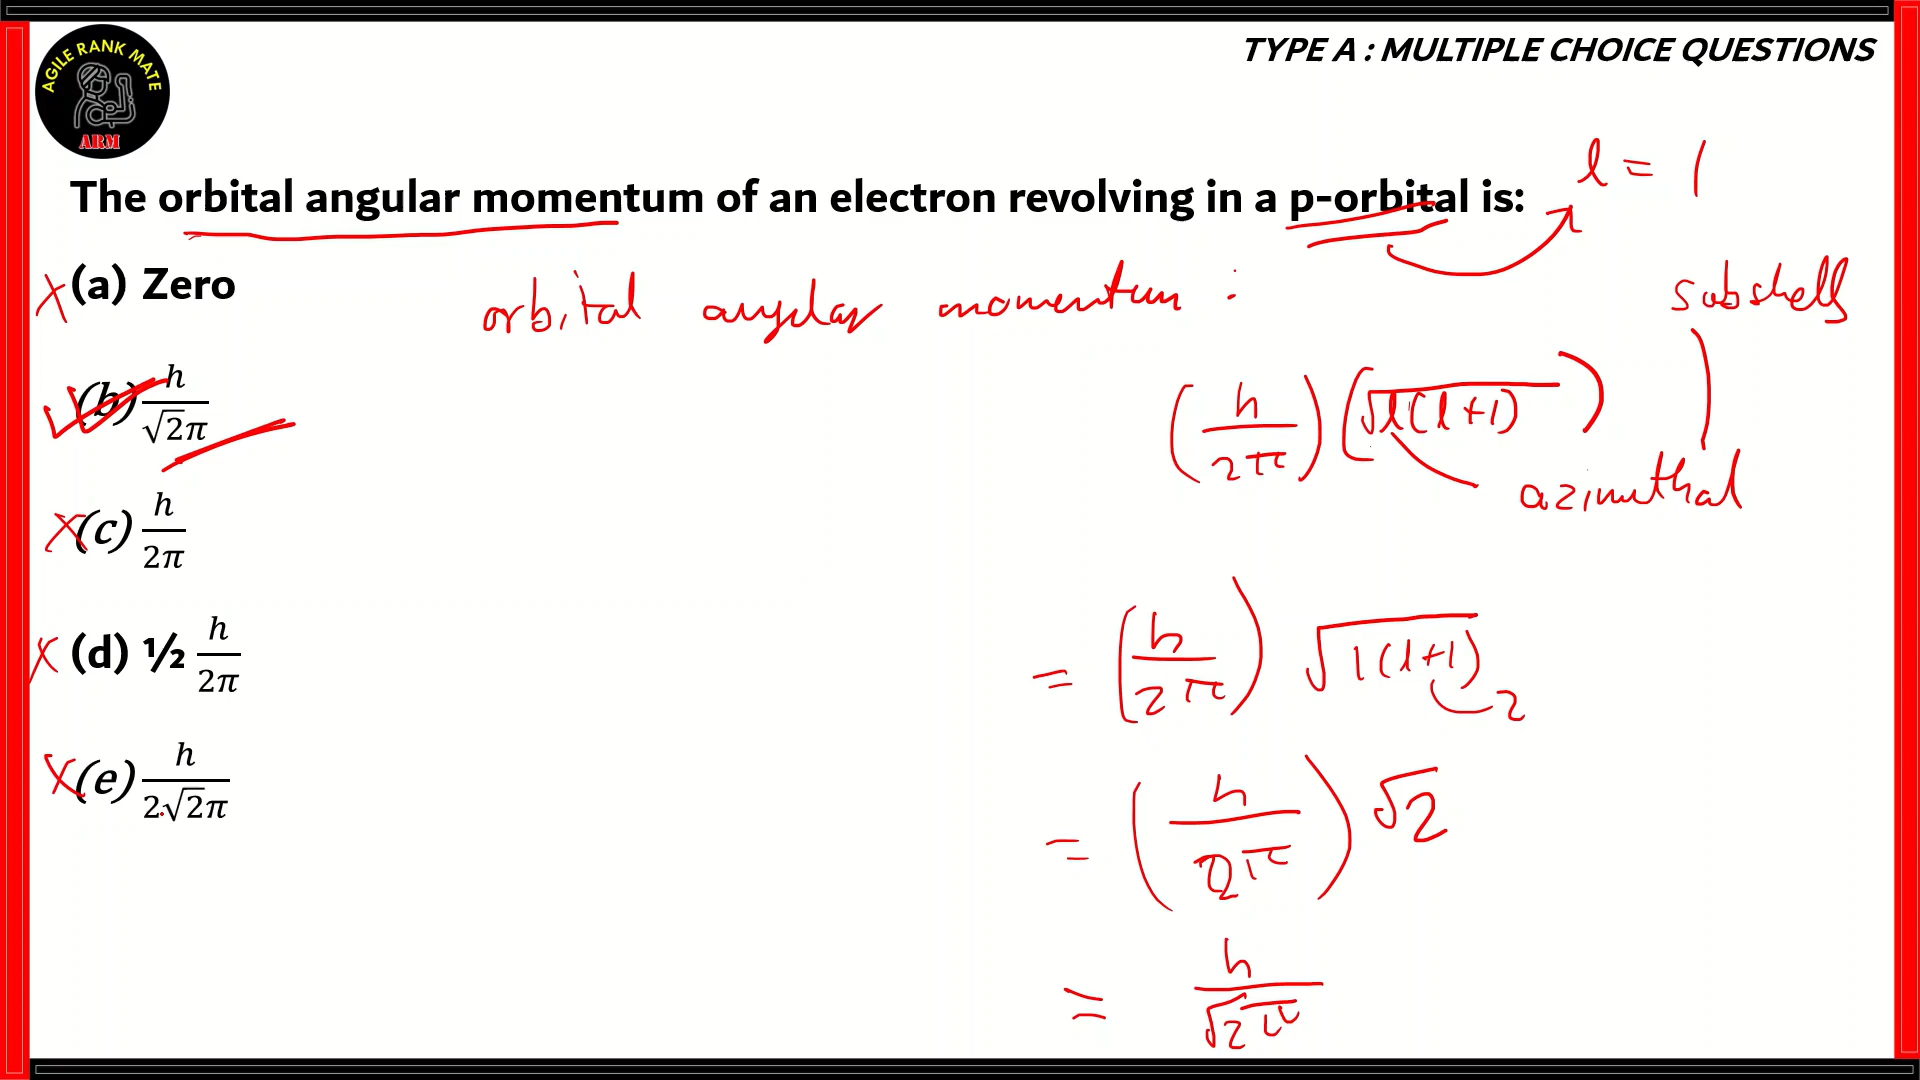 AGILE RANK MATE
ARM
TYPE A : MULTIPLE CHOICE QUESTIONS
l = 1
The orbital angular momentum of an electron revolving in a p-orbital is:
X (a) Zero
orbital angular momentum :
subshells
(b) h/√2π
(h/2π) (√l(l+1))
azimuthal
X (c) h/2π
X (d) ½ h/2π
= (h/2π) √1(1+1)
2
X (e) h/2√2π
= (h/2π) √2
= h/√2π